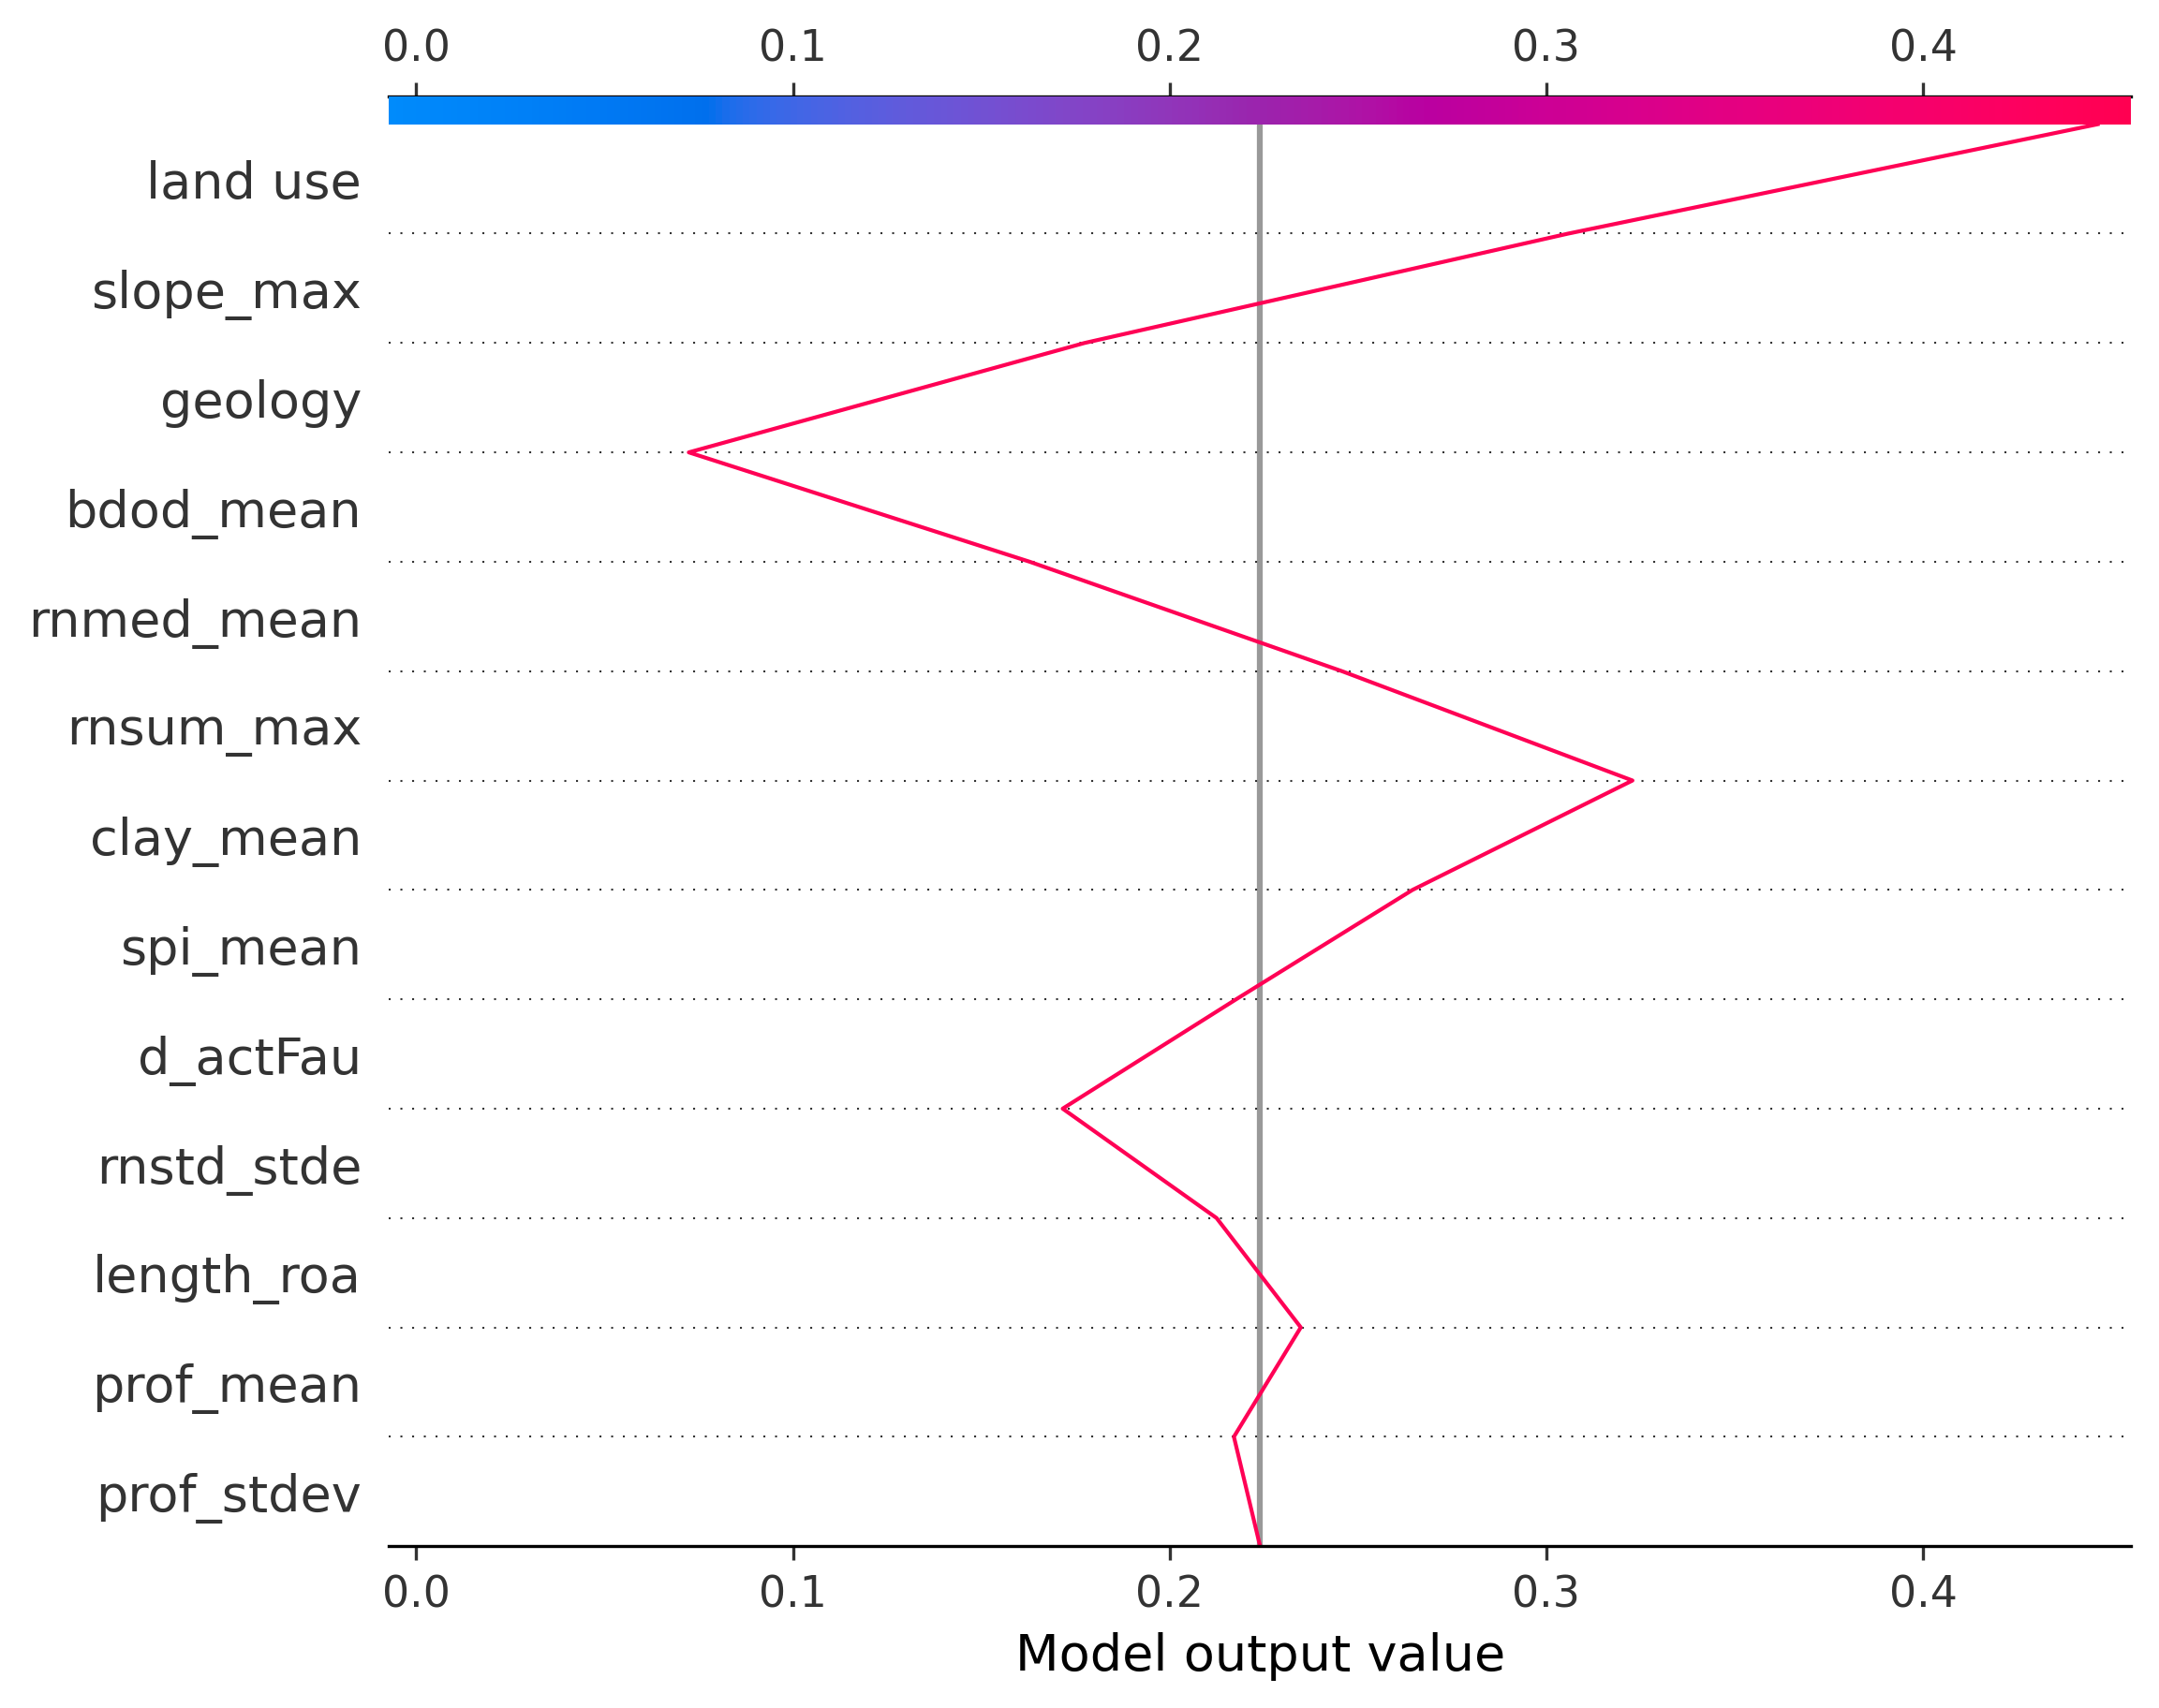 0.0 0.1 0.2 0.3 0.4
land use
slope_max
geology
bdod_mean
rnmed_mean
rnsum_max
clay_mean
spi_mean
d_actFau
rnstd_stde
length_roa
prof_mean
prof_stdev
0.0 0.1 0.2 0.3 0.4
Model output value